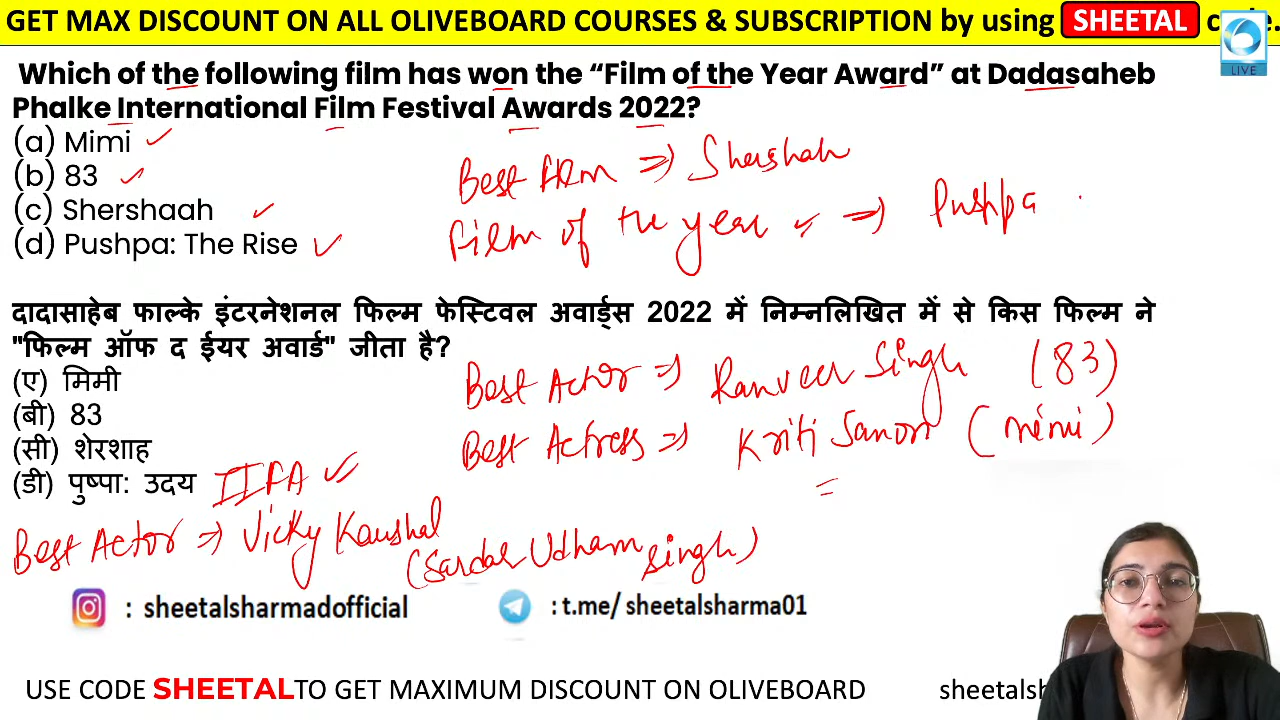 GET MAX DISCOUNT ON ALL OLIVEBOARD COURSES & SUBSCRIPTION by using SHEETAL code.
LIVE
Which of the following film has won the “Film of the Year Award” at Dadasaheb
Phalke International Film Festival Awards 2022?
(a) Mimi
(b) 83
(c) Shershaah
(d) Pushpa: The Rise
Best film ⇒ Shershah
Film of the year ⇒ Pushpa
दादासाहेब फाल्के इंटरनेशनल फिल्म फेस्टिवल अवार्ड्स 2022 में निम्नलिखित में से किस फिल्म ने
"फिल्म ऑफ द ईयर अवार्ड" जीता है?
(ए) मिमी
(बी) 83
(सी) शेरशाह
(डी) पुष्पा: उदय
Best Actor ⇒ Ranveer Singh (83)
Best Actress ⇒ Kriti Sanon (mimi)
IIFA
Best Actor ⇒ Vicky Kaushal
(Sardar Udham Singh)
: sheetalsharmadofficial
: t.me/ sheetalsharma01
USE CODE SHEETALTO GET MAXIMUM DISCOUNT ON OLIVEBOARD